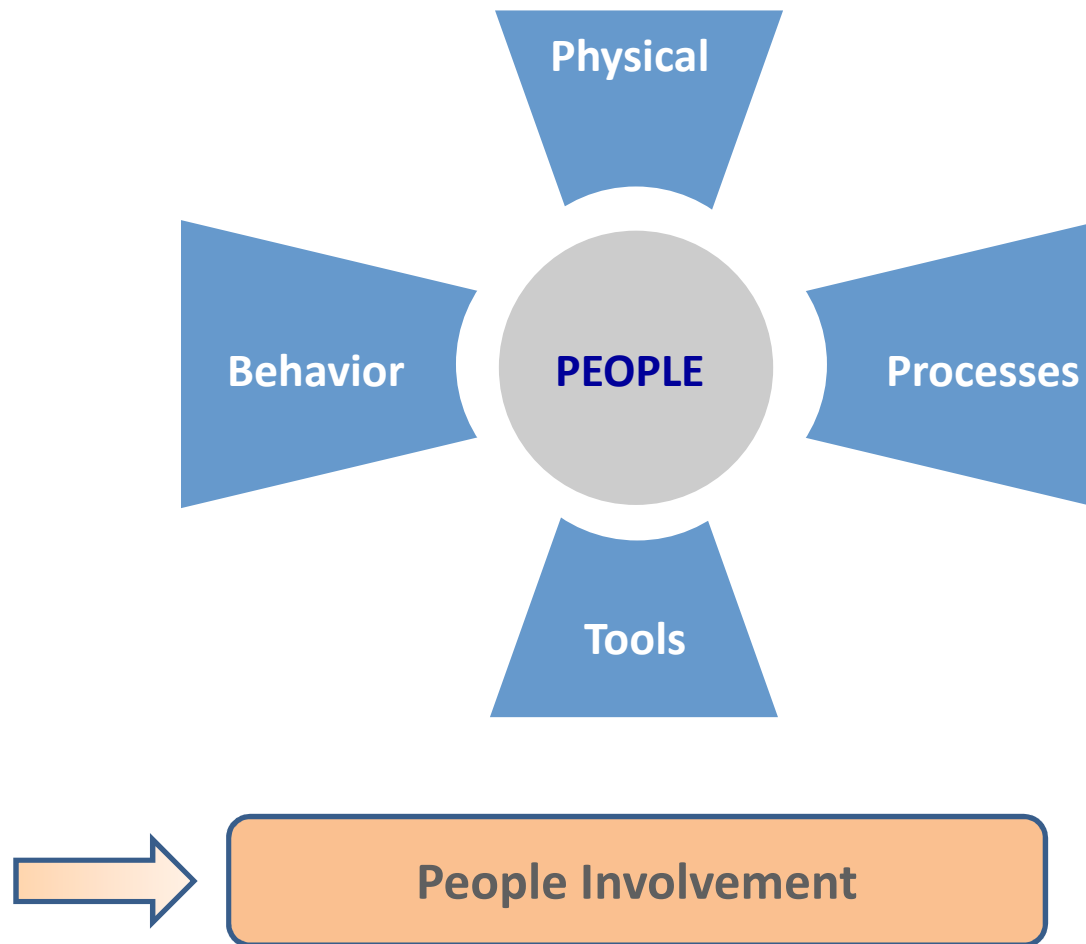 Physical
Behavior
PEOPLE
Processes
Tools
People Involvement